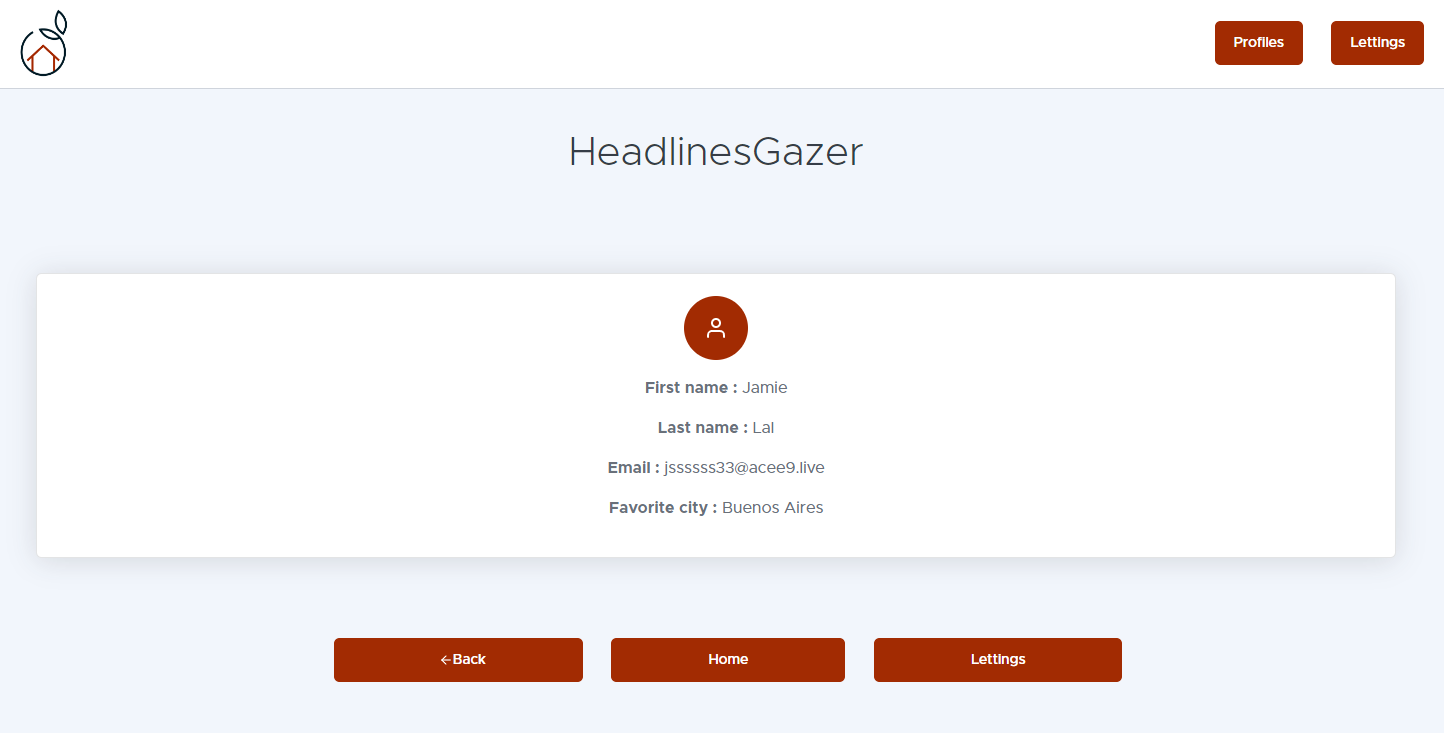 Profiles Lettings
HeadlinesGazer
First name : Jamie
Last name : Lal
Email : jssssss33@acee9.live
Favorite city : Buenos Aires
←Back Home Lettings